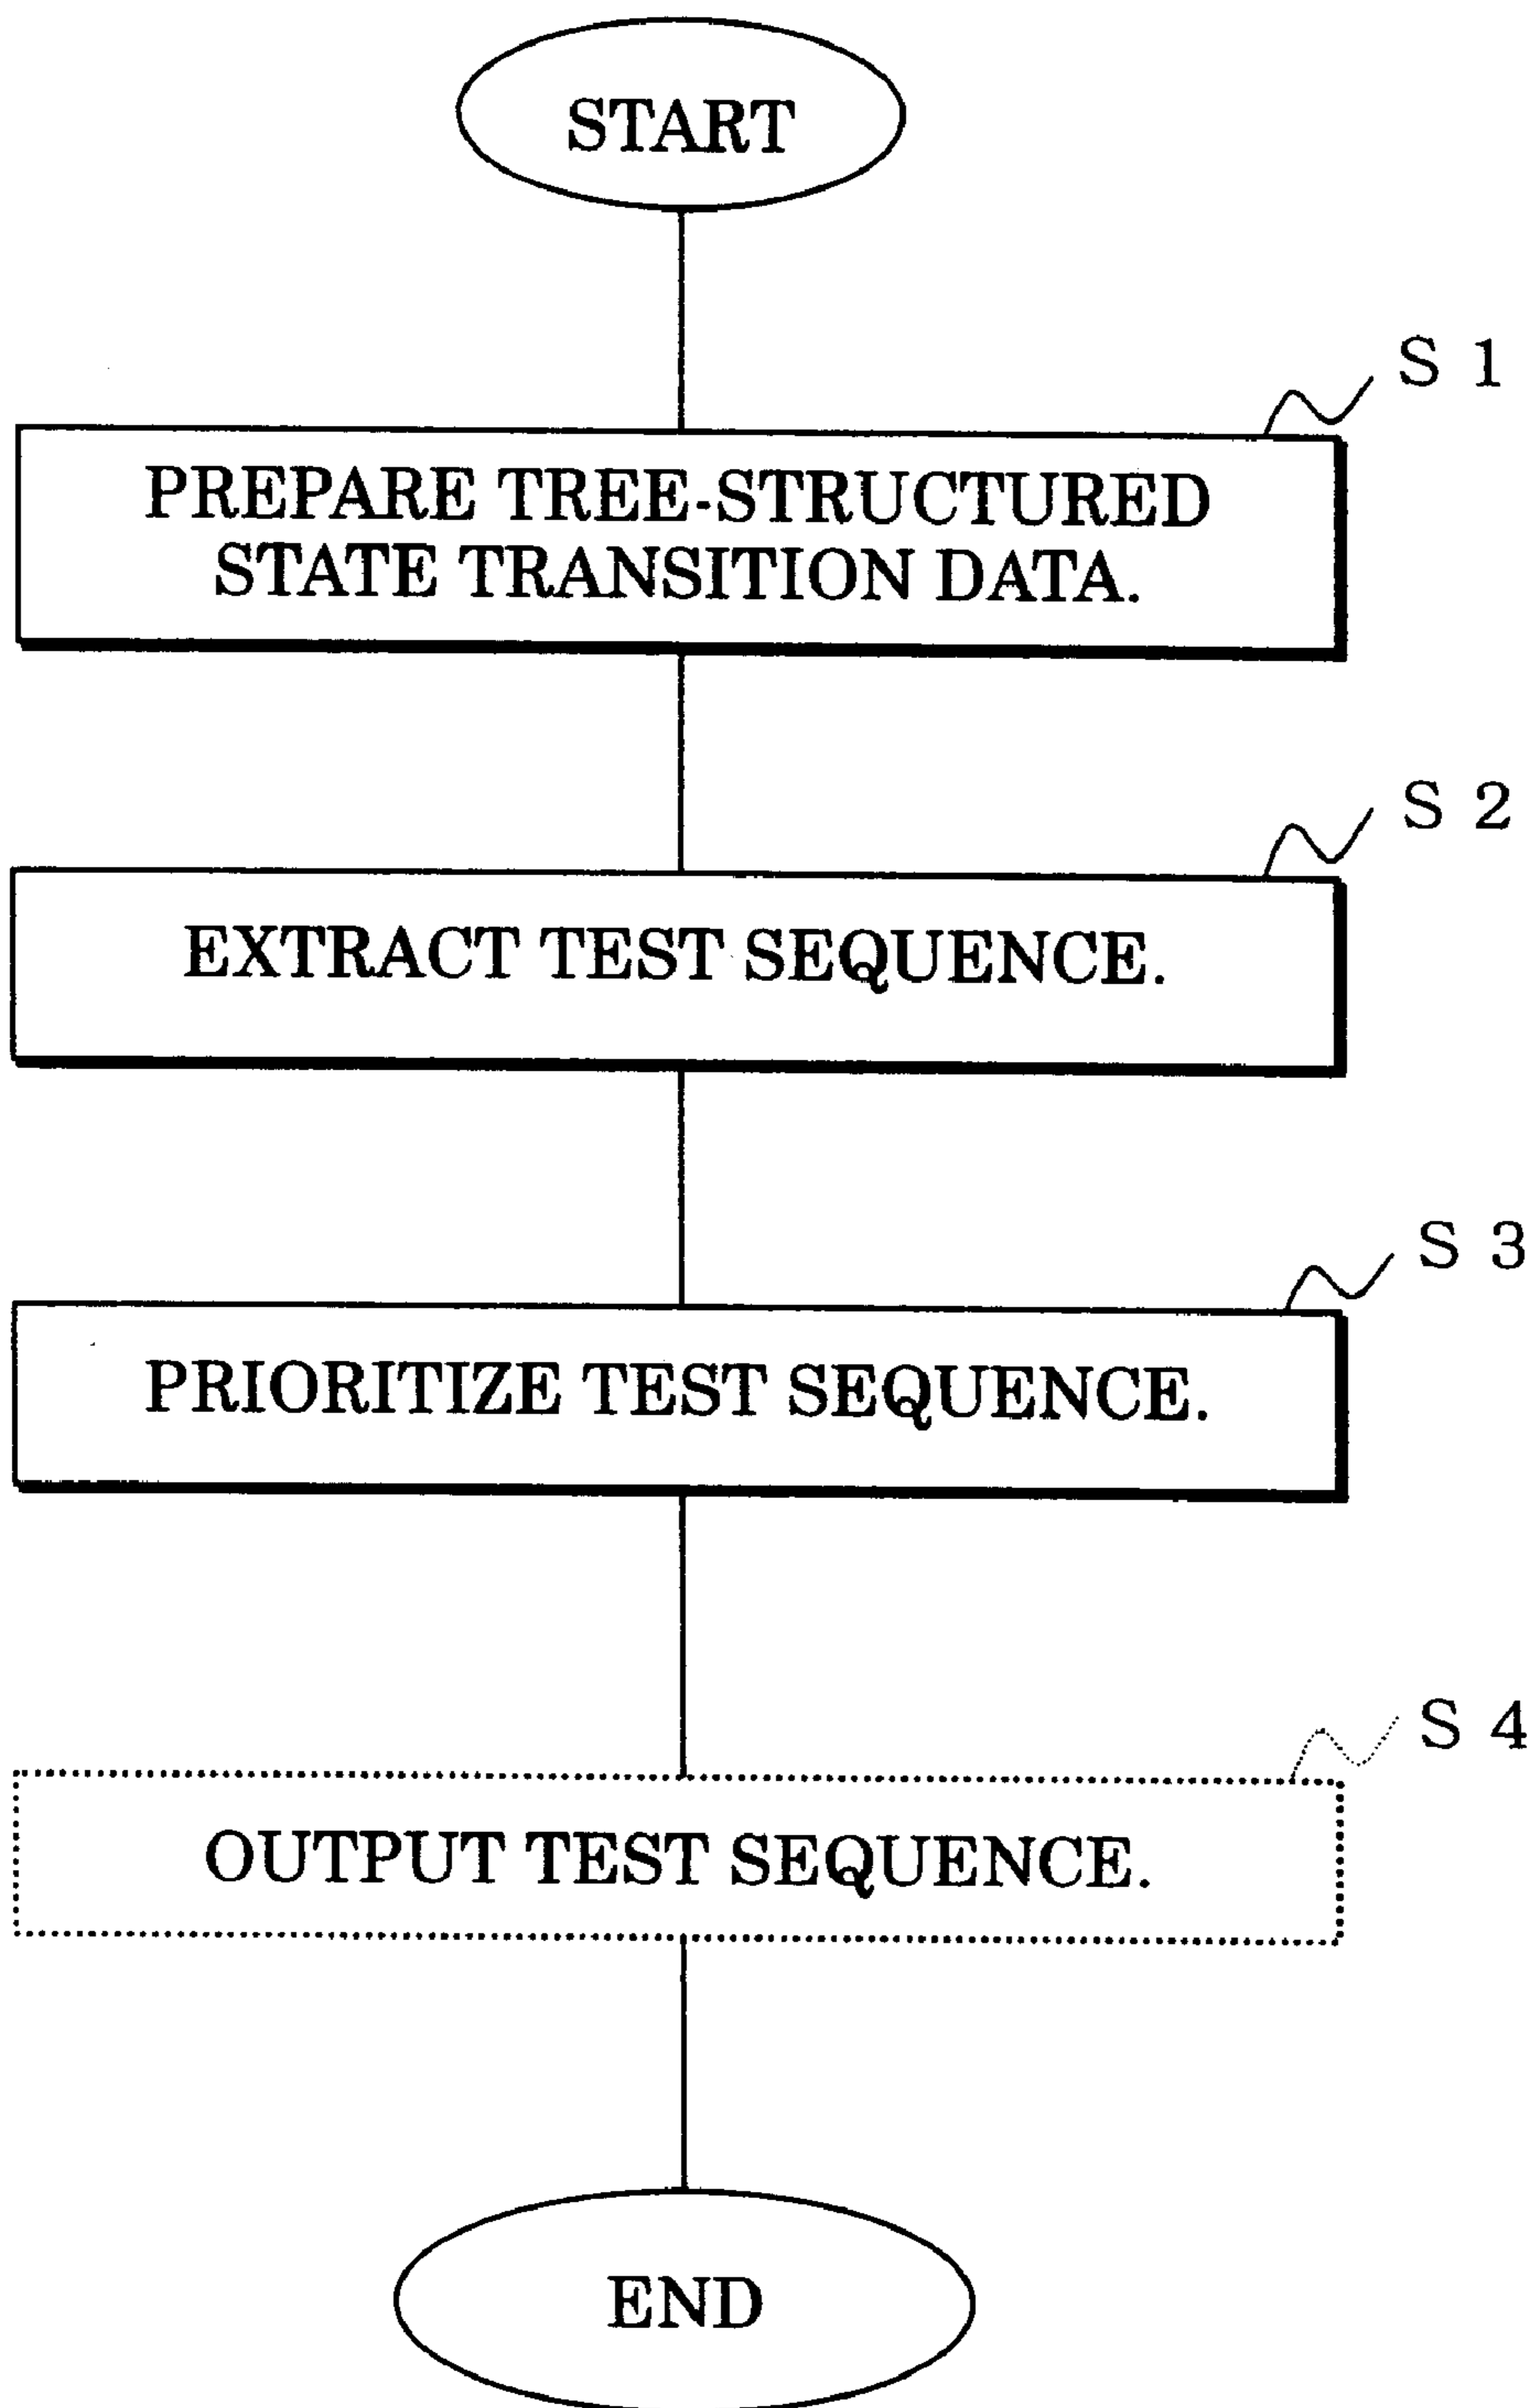 START
S 1
PREPARE TREE-STRUCTURED
STATE TRANSITION DATA.
S 2
EXTRACT TEST SEQUENCE.
S 3
PRIORITIZE TEST SEQUENCE.
S 4
OUTPUT TEST SEQUENCE.
END